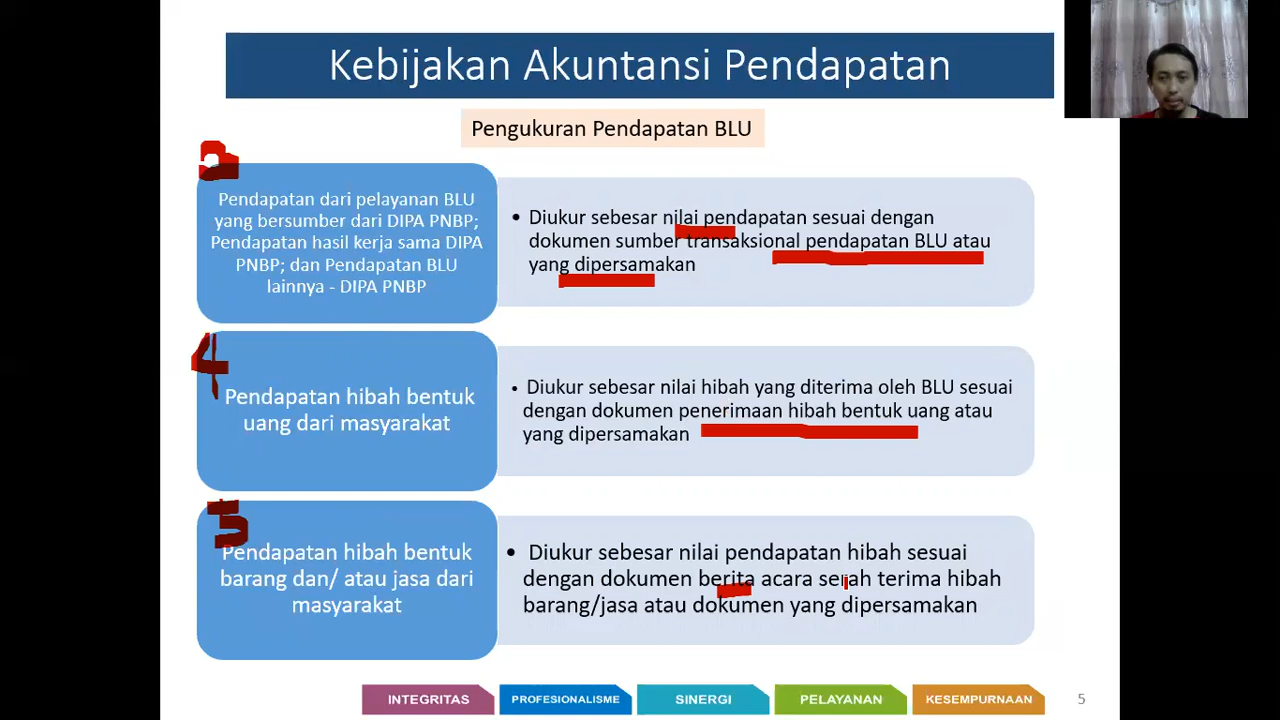 Kebijakan Akuntansi Pendapatan
Pengukuran Pendapatan BLU
Pendapatan dari pelayanan BLU
yang bersumber dari DIPA PNBP;
Pendapatan hasil kerja sama DIPA
PNBP; dan Pendapatan BLU
lainnya - DIPA PNBP
• Diukur sebesar nilai pendapatan sesuai dengan
dokumen sumber transaksional pendapatan BLU atau
yang dipersamakan
4
Pendapatan hibah bentuk
uang dari masyarakat
• Diukur sebesar nilai hibah yang diterima oleh BLU sesuai
dengan dokumen penerimaan hibah bentuk uang atau
yang dipersamakan
5
Pendapatan hibah bentuk
barang dan/ atau jasa dari
masyarakat
• Diukur sebesar nilai pendapatan hibah sesuai
dengan dokumen berita acara serah terima hibah
barang/jasa atau dokumen yang dipersamakan
INTEGRITAS PROFESIONALISME SINERGI PELAYANAN KESEMPURNAAN 5